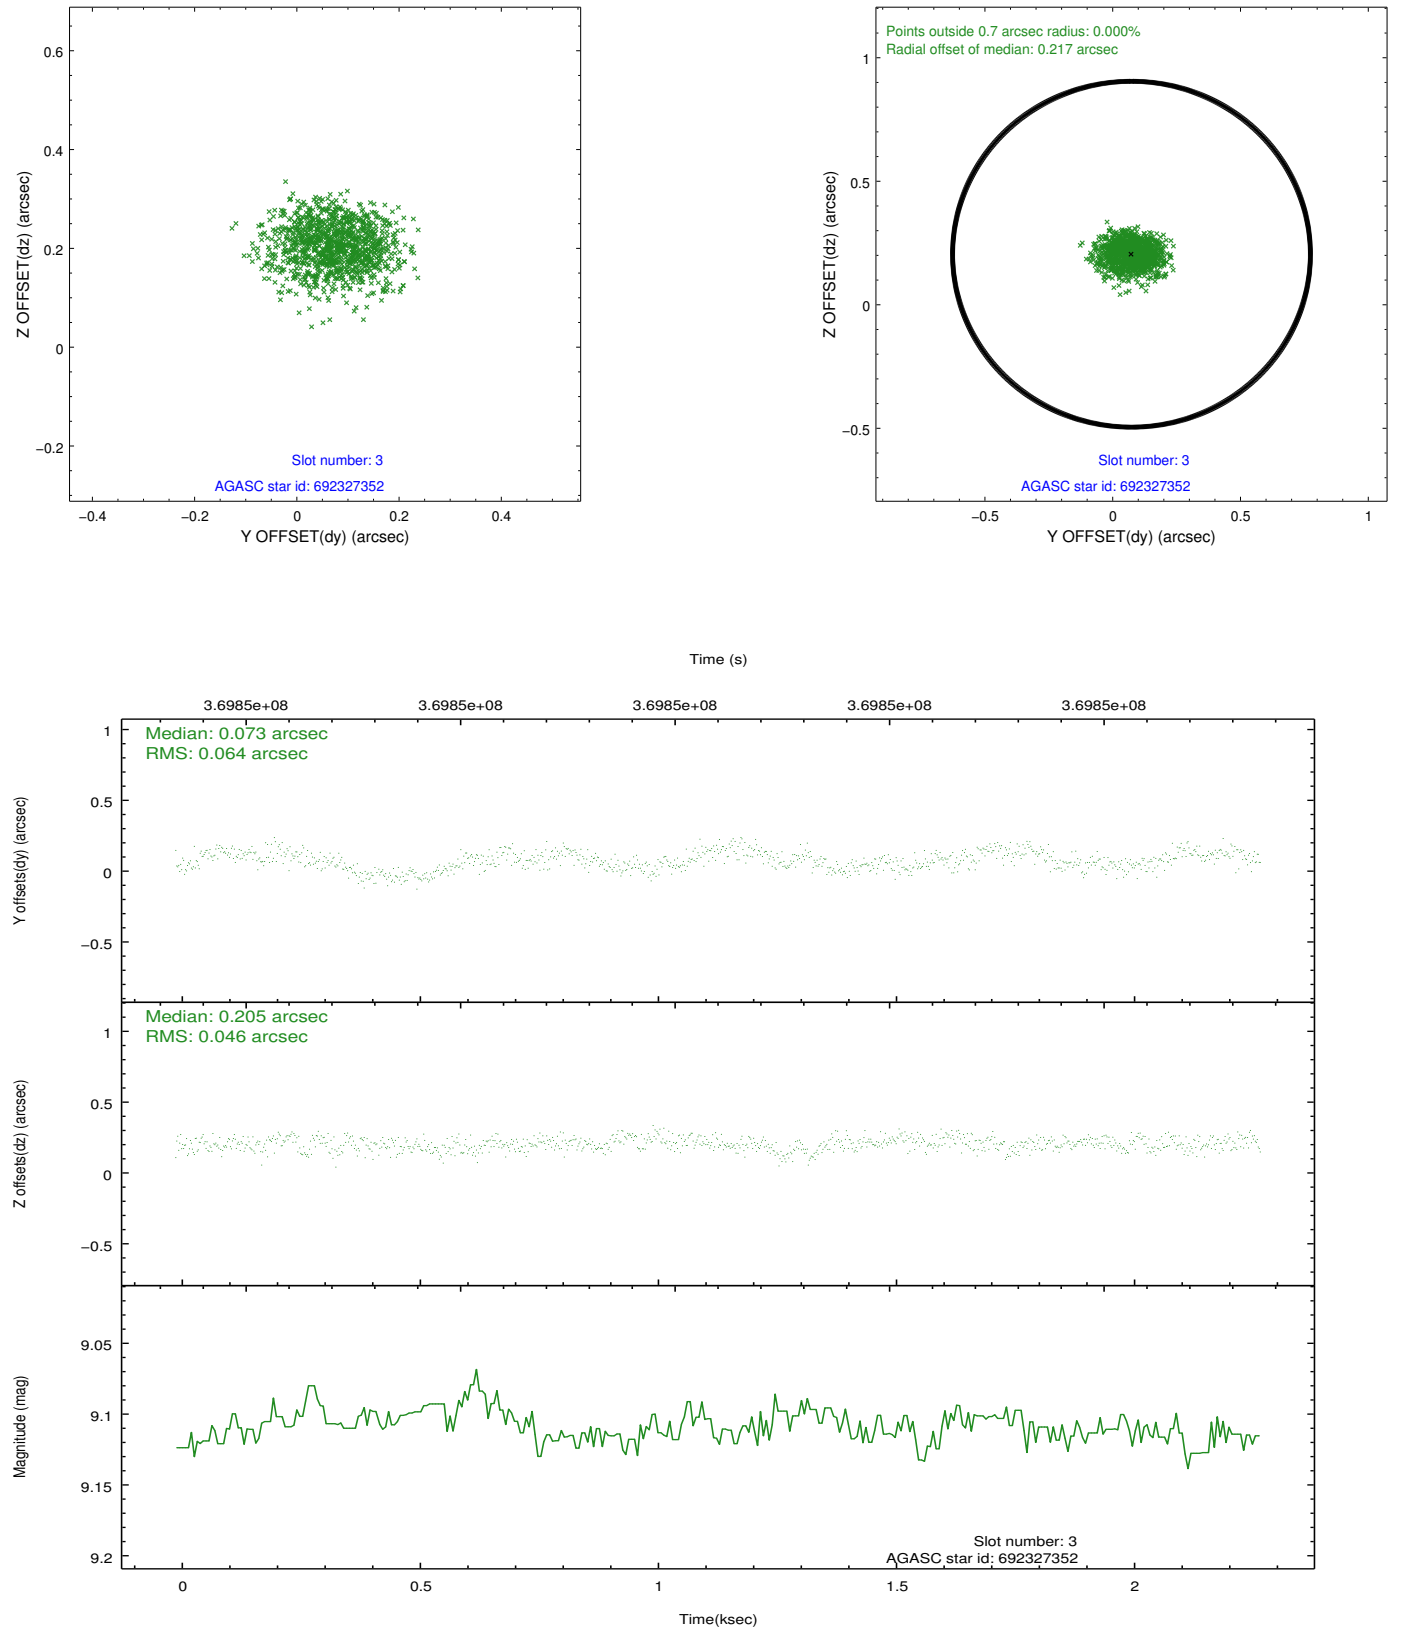 0.6
0.4
0.2
0
−0.2
Z OFFSET(dz) (arcsec)
Slot number: 3
AGASC star id: 692327352
−0.4 −0.2 0 0.2 0.4
Y OFFSET(dy) (arcsec)
Points outside 0.7 arcsec radius: 0.000%
Radial offset of median: 0.217 arcsec
1
0.5
0
−0.5
Z OFFSET(dz) (arcsec)
Slot number: 3
AGASC star id: 692327352
−0.5 0 0.5 1
Y OFFSET(dy) (arcsec)
Time (s)
3.6985e+08 3.6985e+08 3.6985e+08 3.6985e+08 3.6985e+08
Median: 0.073 arcsec
RMS: 0.064 arcsec
1
0.5
0
−0.5
Y offsets(dy) (arcsec)
Median: 0.205 arcsec
RMS: 0.046 arcsec
1
0.5
0
−0.5
Z offsets(dz) (arcsec)
9.05
9.1
9.15
9.2
Magnitude (mag)
Slot number: 3
AGASC star id: 692327352
0 0.5 1 1.5 2
Time(ksec)